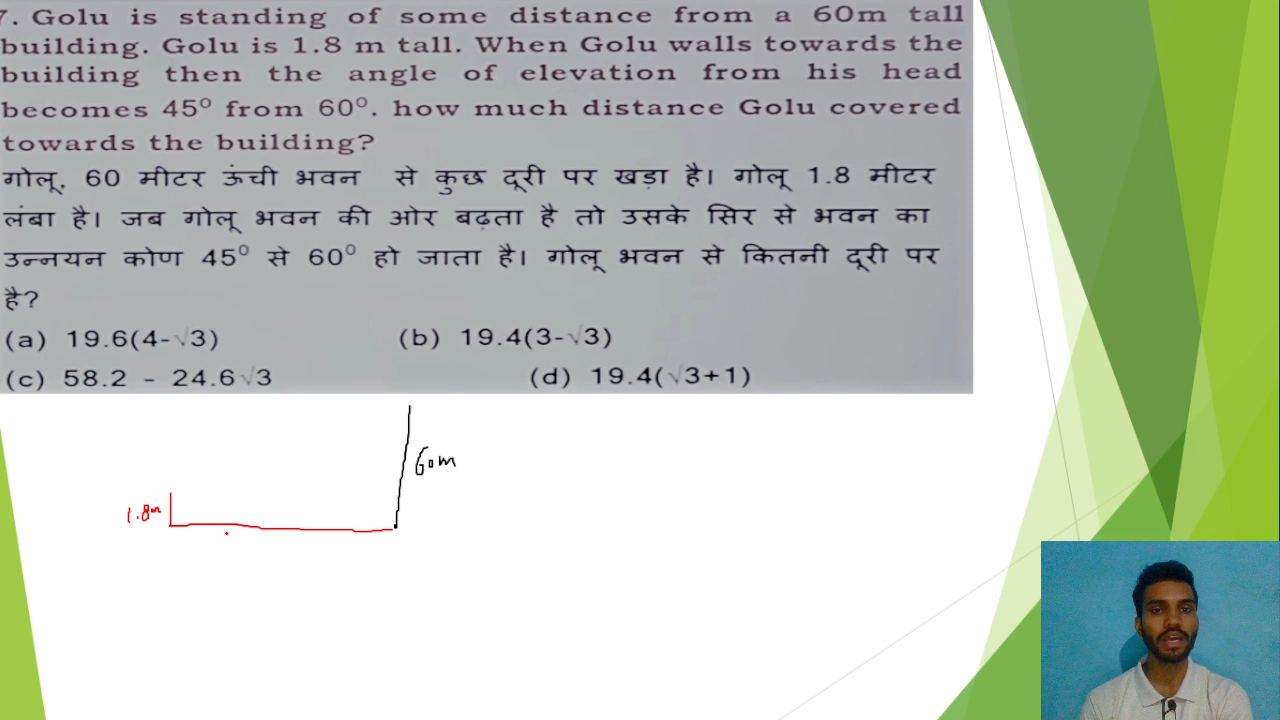 7. Golu is standing of some distance from a 60m tall
building. Golu is 1.8 m tall. When Golu walls towards the
building then the angle of elevation from his head
becomes 45⁰ from 60⁰. how much distance Golu covered
towards the building?
गोलू, 60 मीटर ऊंची भवन से कुछ दूरी पर खड़ा है। गोलू 1.8 मीटर
लंबा है। जब गोलू भवन की ओर बढ़ता है तो उसके सिर से भवन का
उन्नयन कोण 45⁰ से 60⁰ हो जाता है। गोलू भवन से कितनी दूरी पर
है?
(a) 19.6(4-√3) (b) 19.4(3-√3)
(c) 58.2 - 24.6√3 (d) 19.4(√3+1)
60m
1.8m